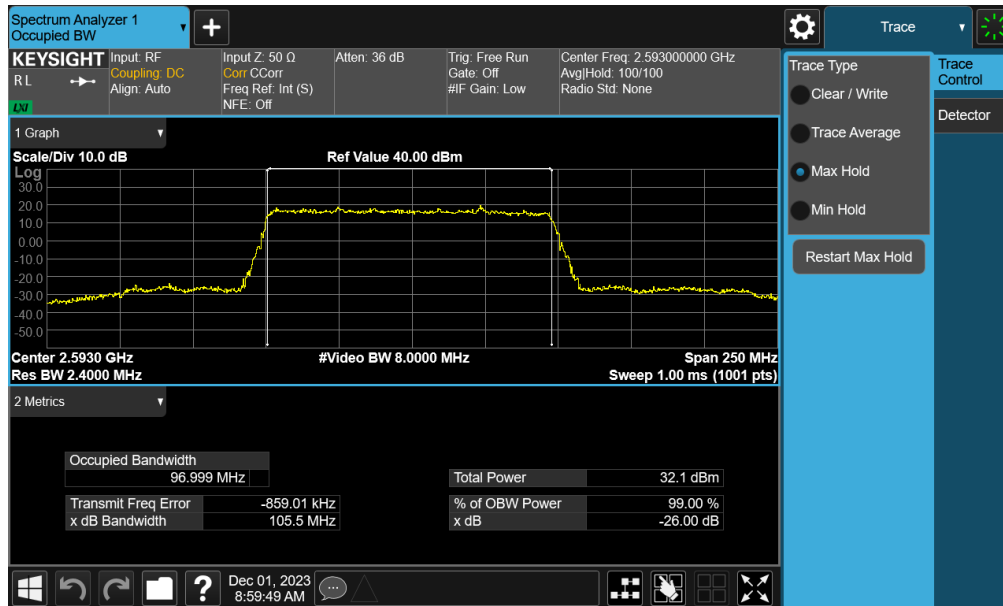 Spectrum Analyzer 1
Occupied BW
+
Trace
KEYSIGHT
R L
LXI
Input: RF
Coupling: DC
Align: Auto
Input Z: 50 Ω
Corr CCorr
Freq Ref: Int (S)
NFE: Off
Atten: 36 dB
Trig: Free Run
Gate: Off
#IF Gain: Low
Center Freq: 2.593000000 GHz
Avg|Hold: 100/100
Radio Std: None
Trace Type
Clear / Write
Trace Average
Max Hold
Min Hold
Restart Max Hold
Trace
Control
Detector
1 Graph
Scale/Div 10.0 dB
Ref Value 40.00 dBm
Log
30.0
20.0
10.0
0.00
-10.0
-20.0
-30.0
-40.0
-50.0
Center 2.5930 GHz
#Video BW 8.0000 MHz
Span 250 MHz
Res BW 2.4000 MHz
Sweep 1.00 ms (1001 pts)
2 Metrics
Occupied Bandwidth
96.999 MHz
Total Power 32.1 dBm
Transmit Freq Error -859.01 kHz
% of OBW Power 99.00 %
x dB Bandwidth 105.5 MHz
x dB -26.00 dB
?
Dec 01, 2023
8:59:49 AM